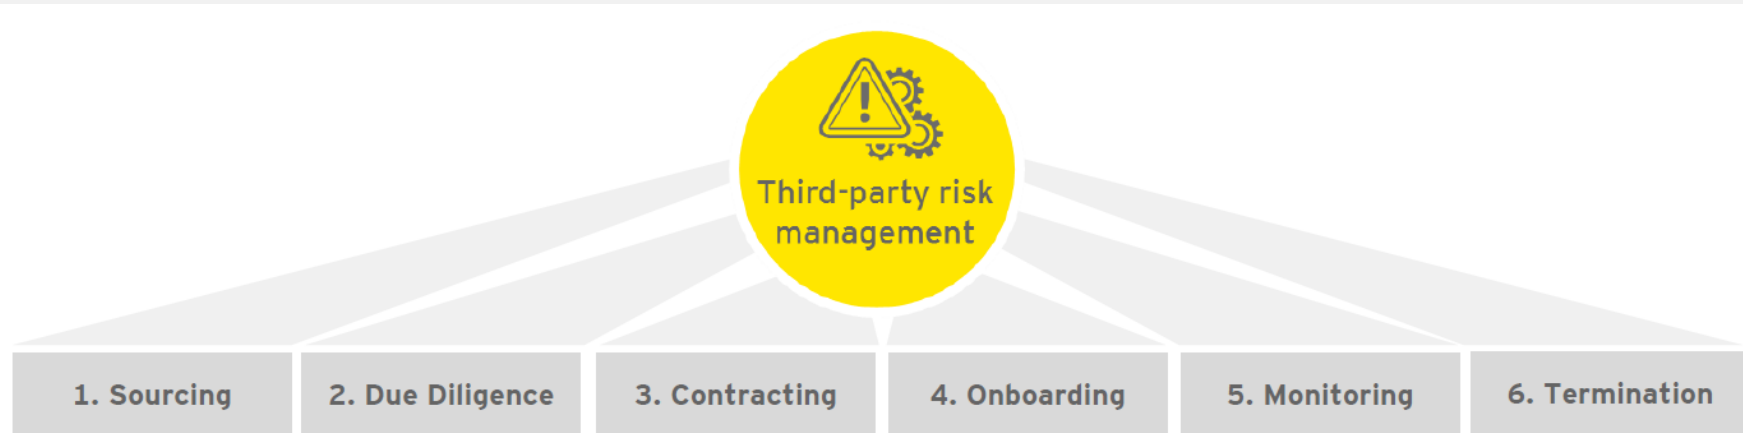 Third-party risk
management
1. Sourcing
2. Due Diligence
3. Contracting
4. Onboarding
5. Monitoring
6. Termination